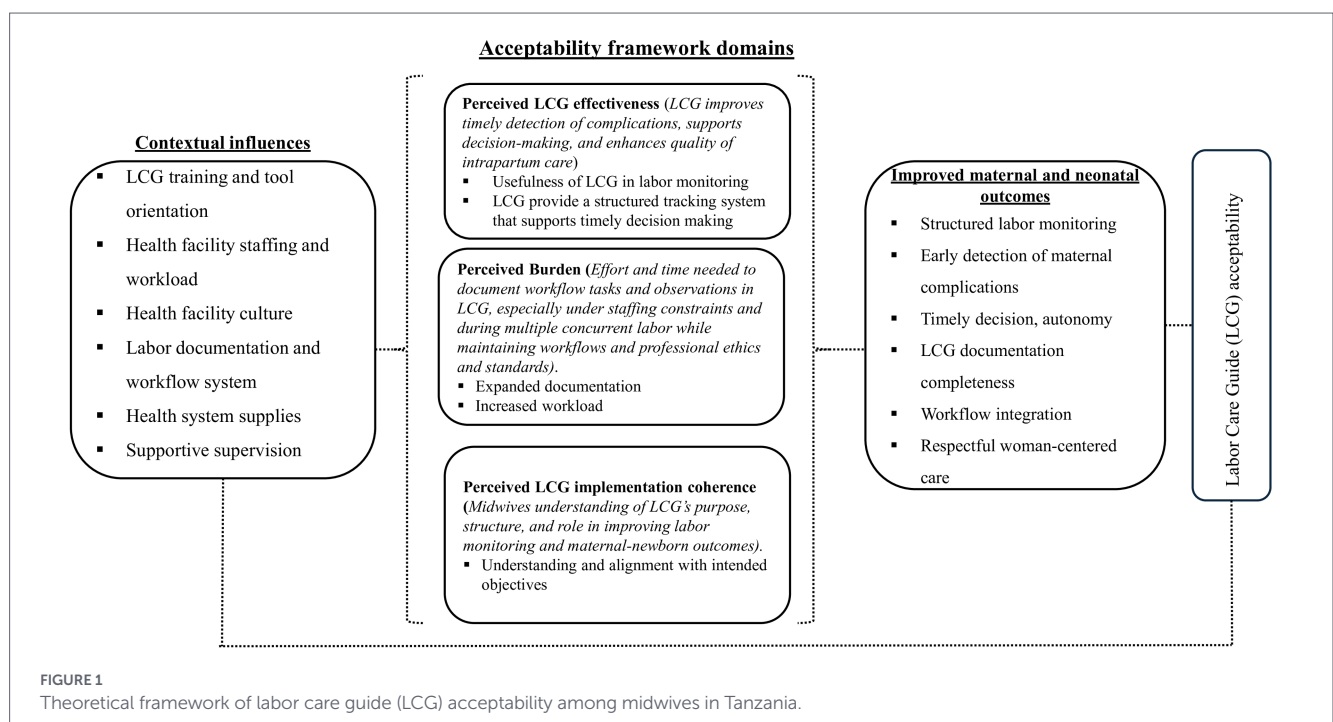 Acceptability framework domains
Contextual influences
▪ LCG training and tool
orientation
▪ Health facility staffing and
workload
▪ Health facility culture
▪ Labor documentation and
workflow system
▪ Health system supplies
▪ Supportive supervision
Perceived LCG effectiveness (LCG improves
timely detection of complications, supports
decision-making, and enhances quality of
intrapartum care)
▪ Usefulness of LCG in labor monitoring
▪ LCG provide a structured tracking system
that supports timely decision making
Perceived Burden (Effort and time needed to
document workflow tasks and observations in
LCG, especially under staffing constraints and
during multiple concurrent labor while
maintaining workflows and professional ethics
and standards).
▪ Expanded documentation
▪ Increased workload
Perceived LCG implementation coherence
(Midwives understanding of LCG's purpose,
structure, and role in improving labor
monitoring and maternal-newborn outcomes).
▪ Understanding and alignment with intended
objectives
Improved maternal and neonatal
outcomes
▪ Structured labor monitoring
▪ Early detection of maternal
complications
▪ Timely decision, autonomy
▪ LCG documentation
completeness
▪ Workflow integration
▪ Respectful woman-centered
care
Labor Care Guide (LCG) acceptability
FIGURE 1
Theoretical framework of labor care guide (LCG) acceptability among midwives in Tanzania.